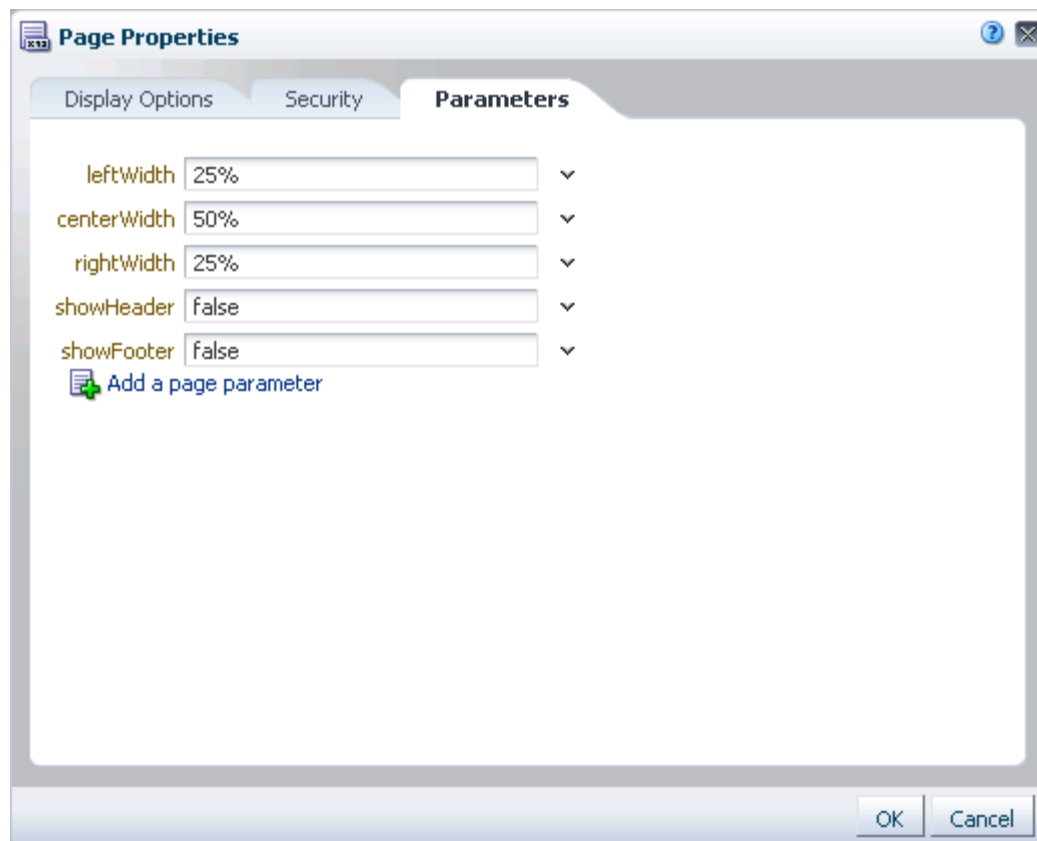 Page Properties
Display Options Security Parameters
leftWidth 25%
centerWidth 50%
rightWidth 25%
showHeader false
showFooter false
Add a page parameter
OK Cancel